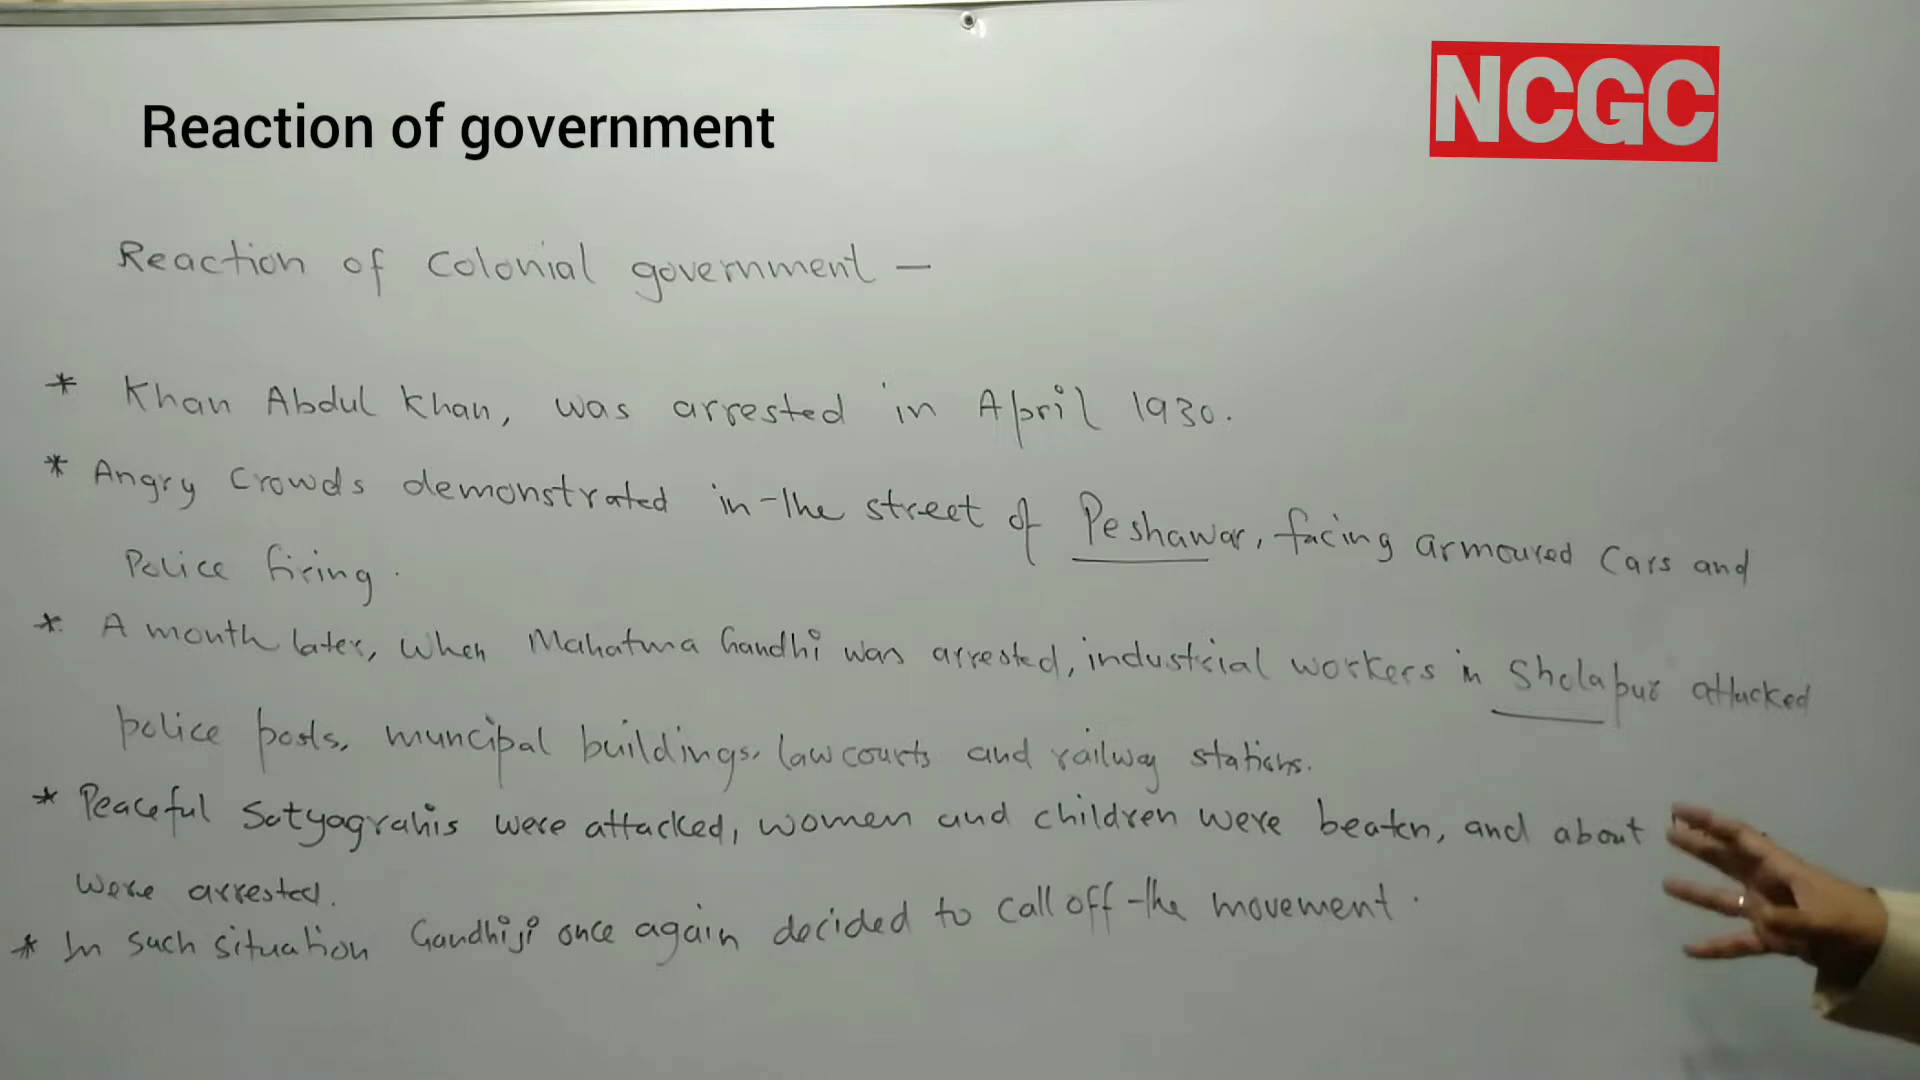 NCGC
Reaction of government
Reaction of Colonial government —
* Khan Abdul Khan, was arrested in April 1930.
* Angry Crowds demonstrated in the street of Peshawar, facing armoured Cars and
Police firing.
* A month later, When Mahatma Gandhi was arrested, industrial workers in Sholapur attacked
police posts, muncipal buildings, law courts and railway stations.
* Peaceful Satyagrahis were attacked, women and children were beaten, and about
were arrested.
* In such situation Gandhiji once again decided to call off the movement.